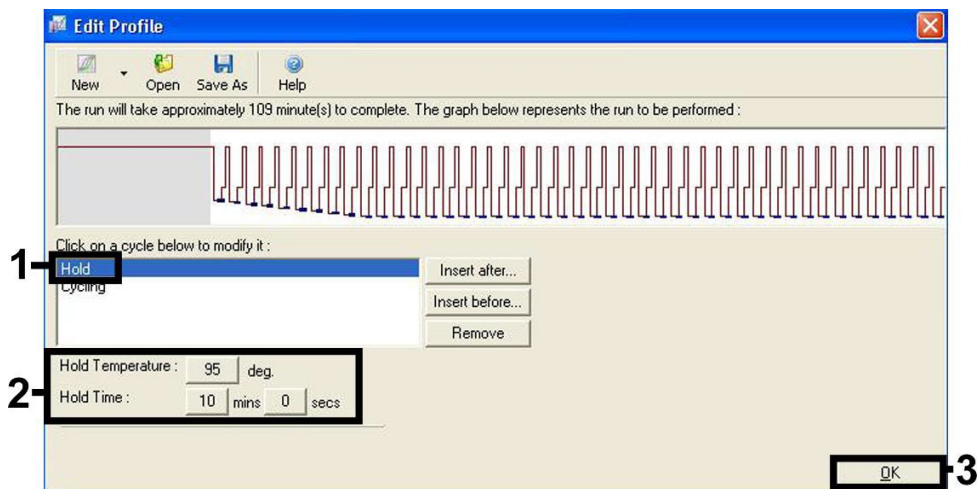 Edit Profile
New Open Save As Help
The run will take approximately 109 minute(s) to complete. The graph below represents the run to be performed :
Click on a cycle below to modify it :
1
Hold
Cycling
Insert after...
Insert before...
Remove
2
Hold Temperature : 95 deg.
Hold Time : 10 mins 0 secs
OK
3